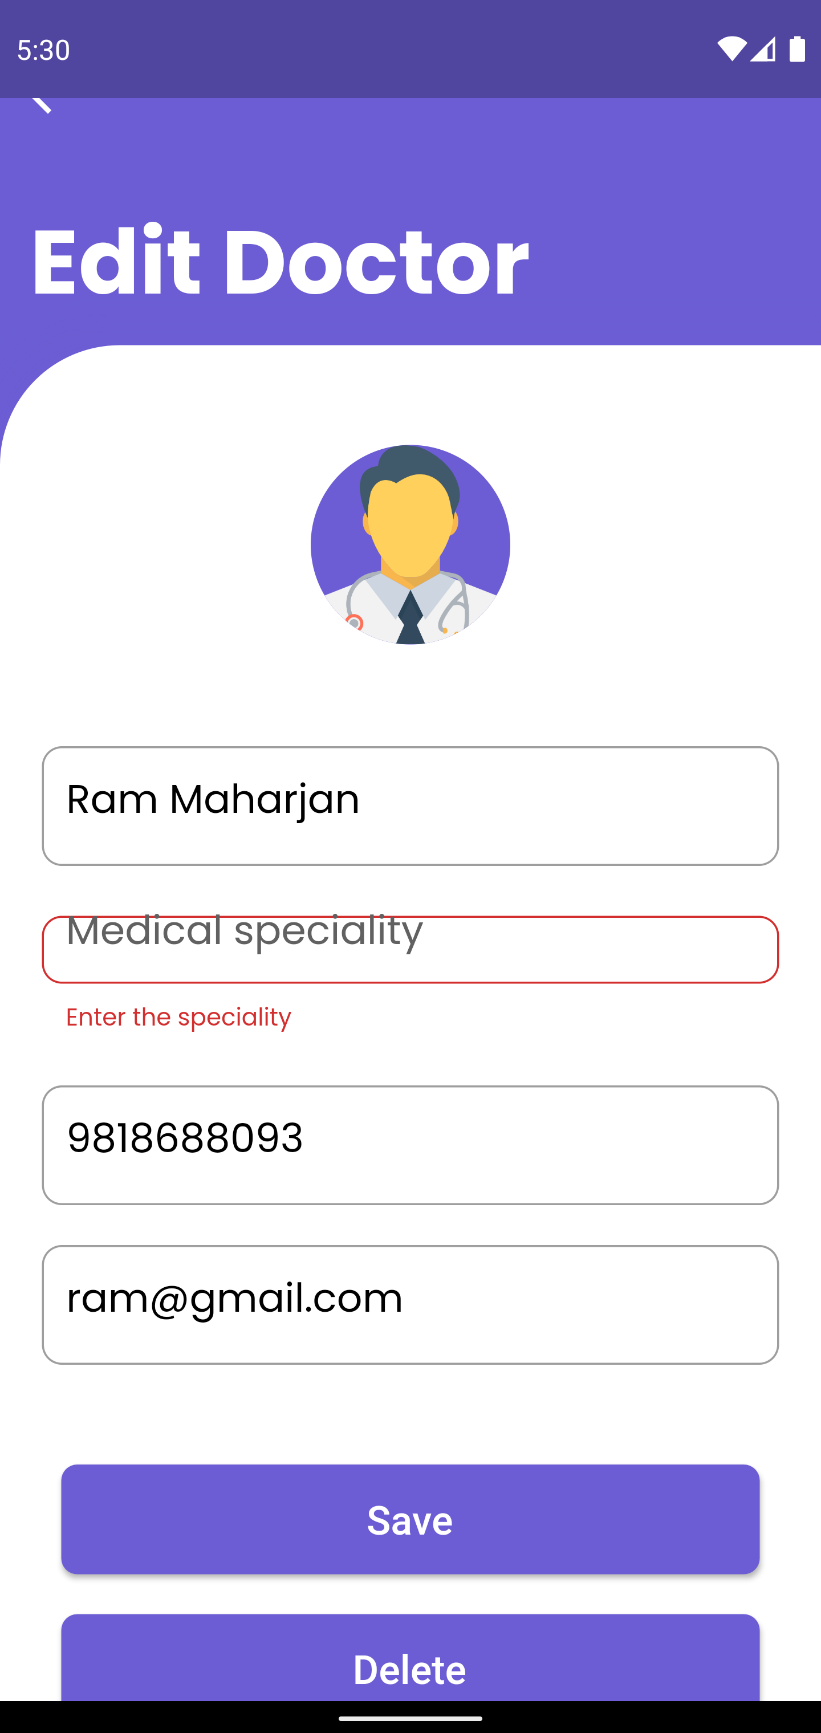 5:30
Edit Doctor
Ram Maharjan
Medical speciality
Enter the speciality
9818688093
ram@gmail.com
Save
Delete